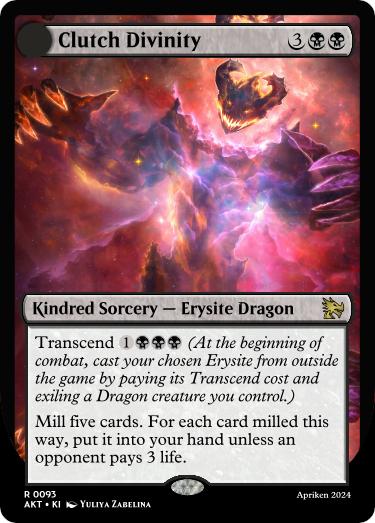 Clutch Divinity 3
Kindred Sorcery — Erysite Dragon
Transcend 1 (At the beginning of
combat, cast your chosen Erysite from outside
the game by paying its Transcend cost and
exiling a Dragon creature you control.)
Mill five cards. For each card milled this
way, put it into your hand unless an
opponent pays 3 life.
R 0093
AKT • KI Yuliya Zabelina
Apriken 2024